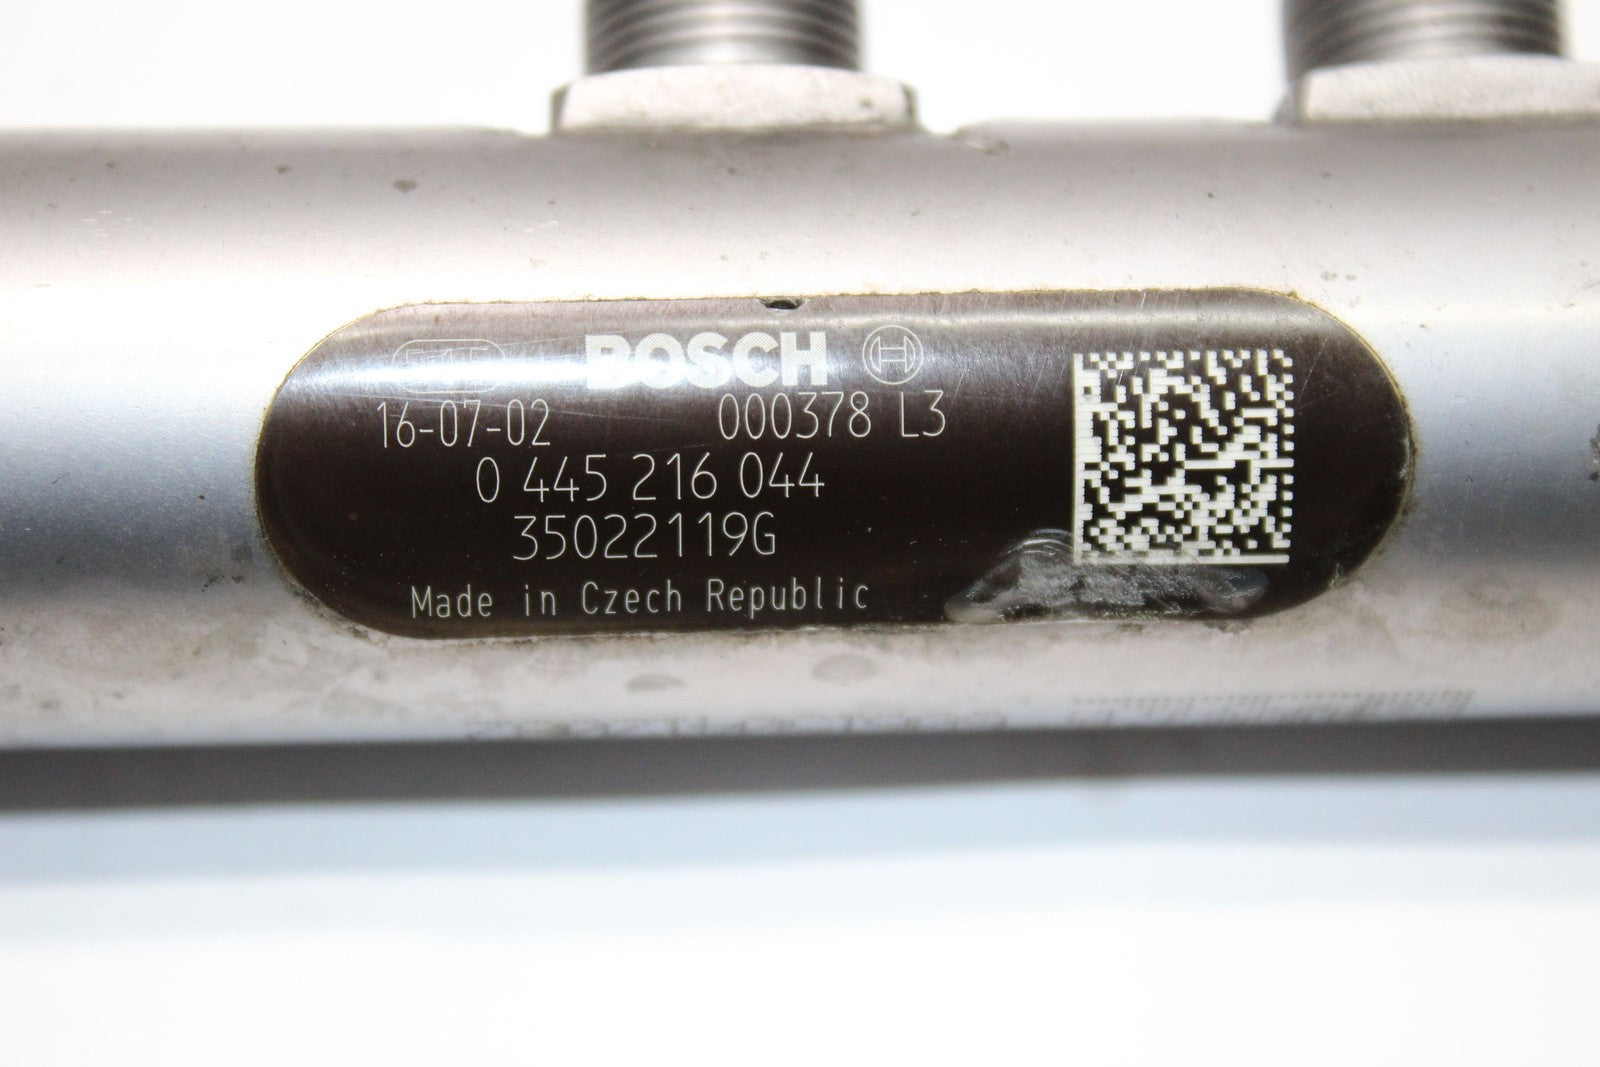 BOSCH
16-07-02 000378 L3
0 445 216 044
35022119G
Made in Czech Republic